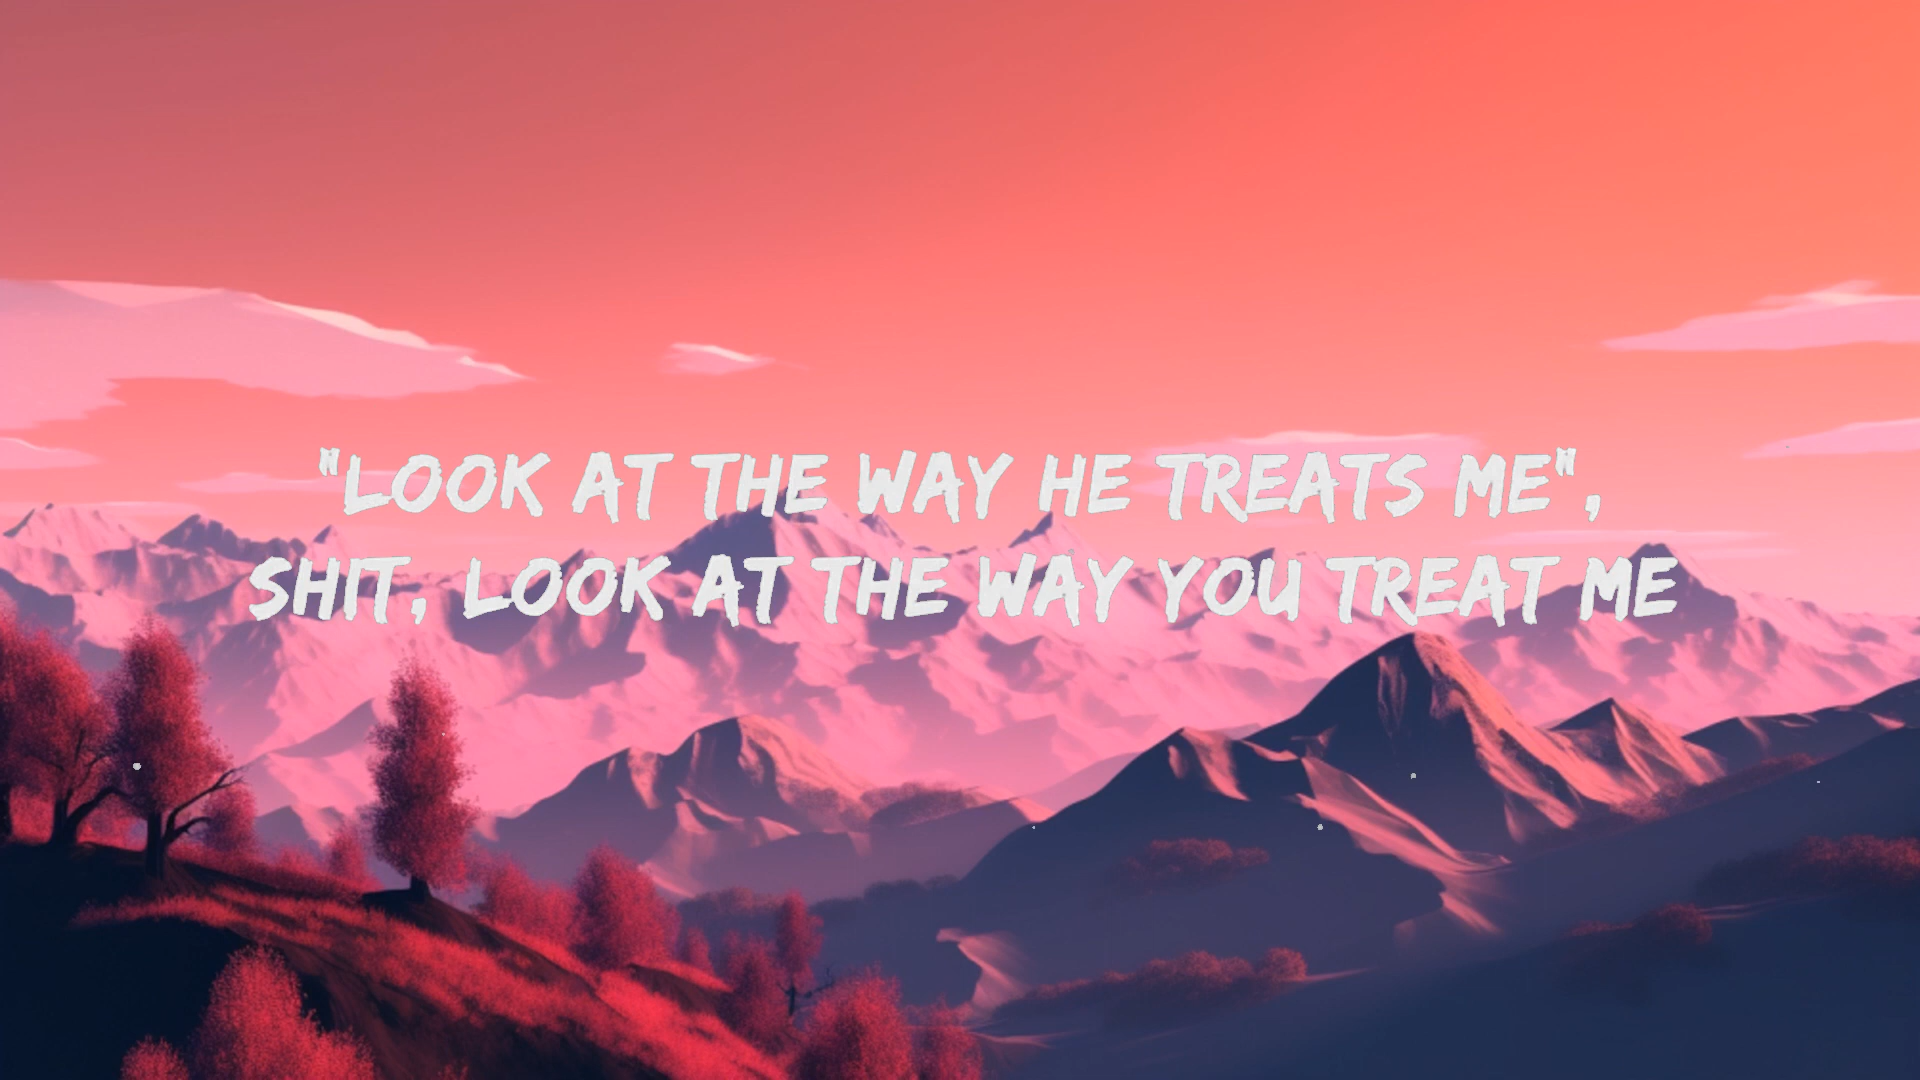 "LOOK AT THE WAY HE TREATS ME",
SHIT, LOOK AT THE WAY YOU TREAT ME